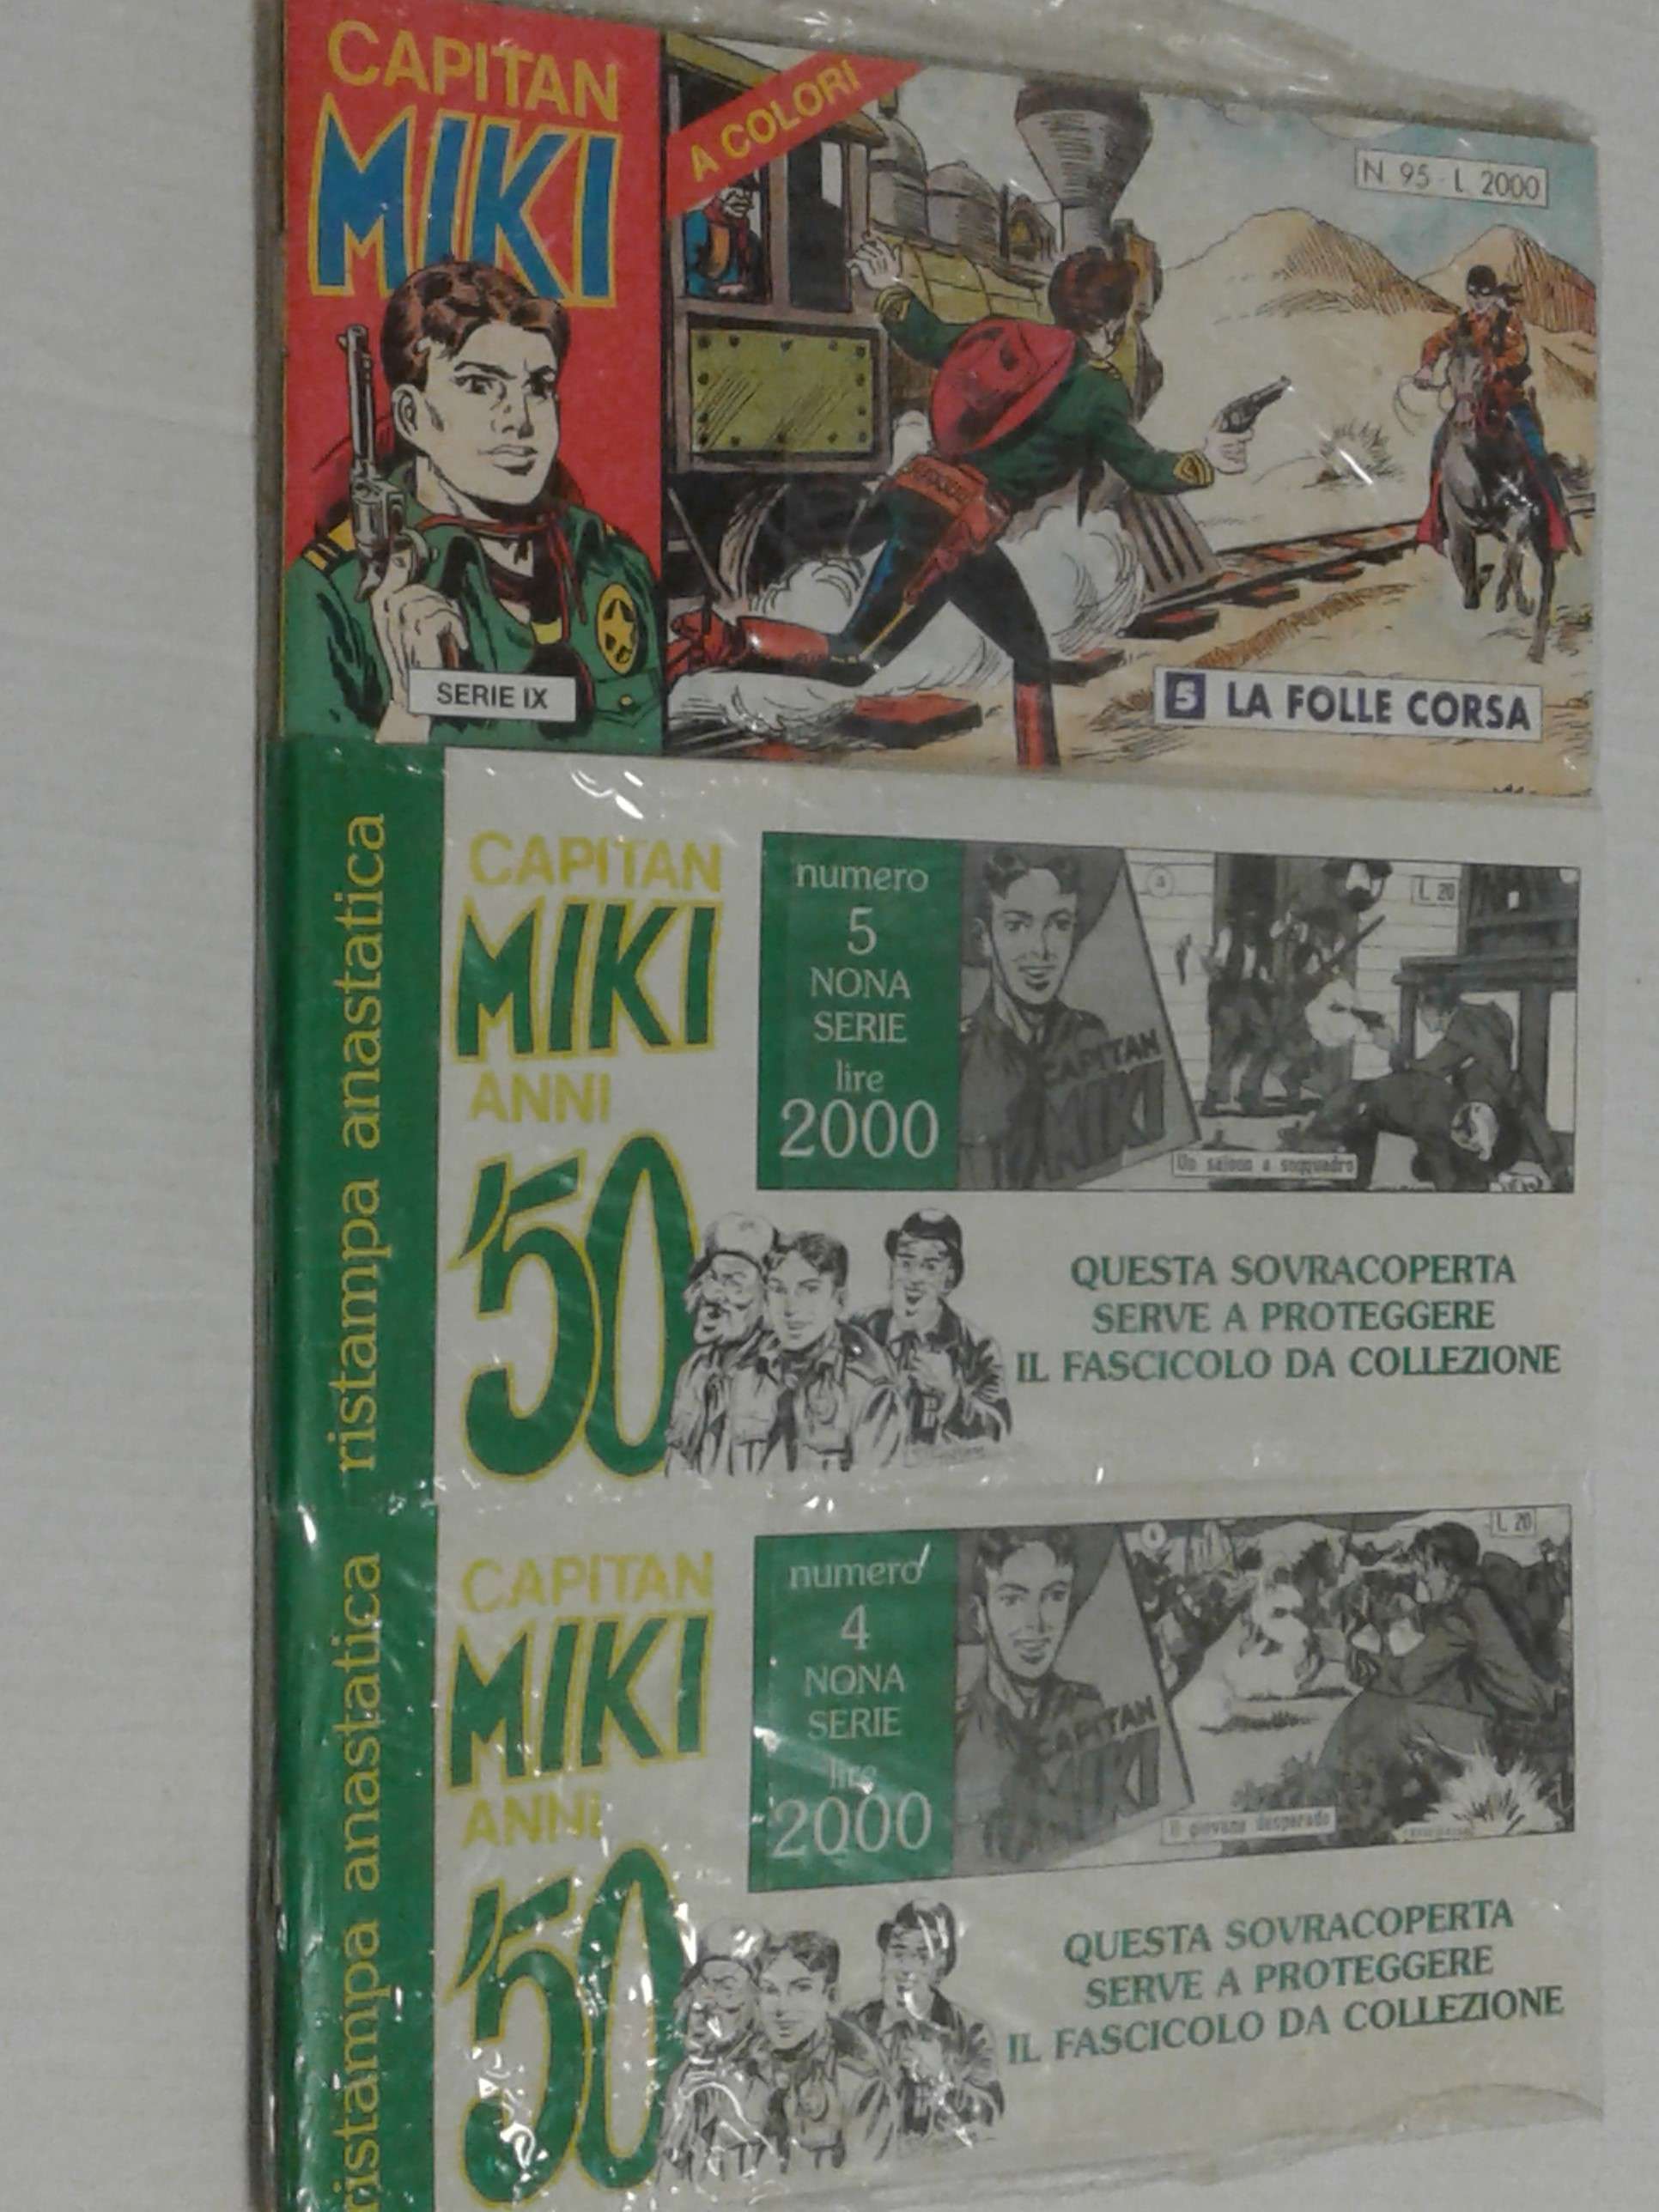 CAPITAN
MIKI
A COLORI
N 95 - L. 2000
SERIE IX
5 LA FOLLE CORSA
ristampa anastatica
CAPITAN
MIKI
ANNI
'50
numero
5
NONA
SERIE
lire
2000
L. 20
CAPITAN
MIKI
Un saloon a soqquadro
QUESTA SOVRACOPERTA
SERVE A PROTEGGERE
IL FASCICOLO DA COLLEZIONE
ristampa anastatica
CAPITAN
MIKI
ANNI
'50
numero
4
NONA
SERIE
lire
2000
L. 20
CAPITAN
MIKI
Il giovane desperado
QUESTA SOVRACOPERTA
SERVE A PROTEGGERE
IL FASCICOLO DA COLLEZIONE